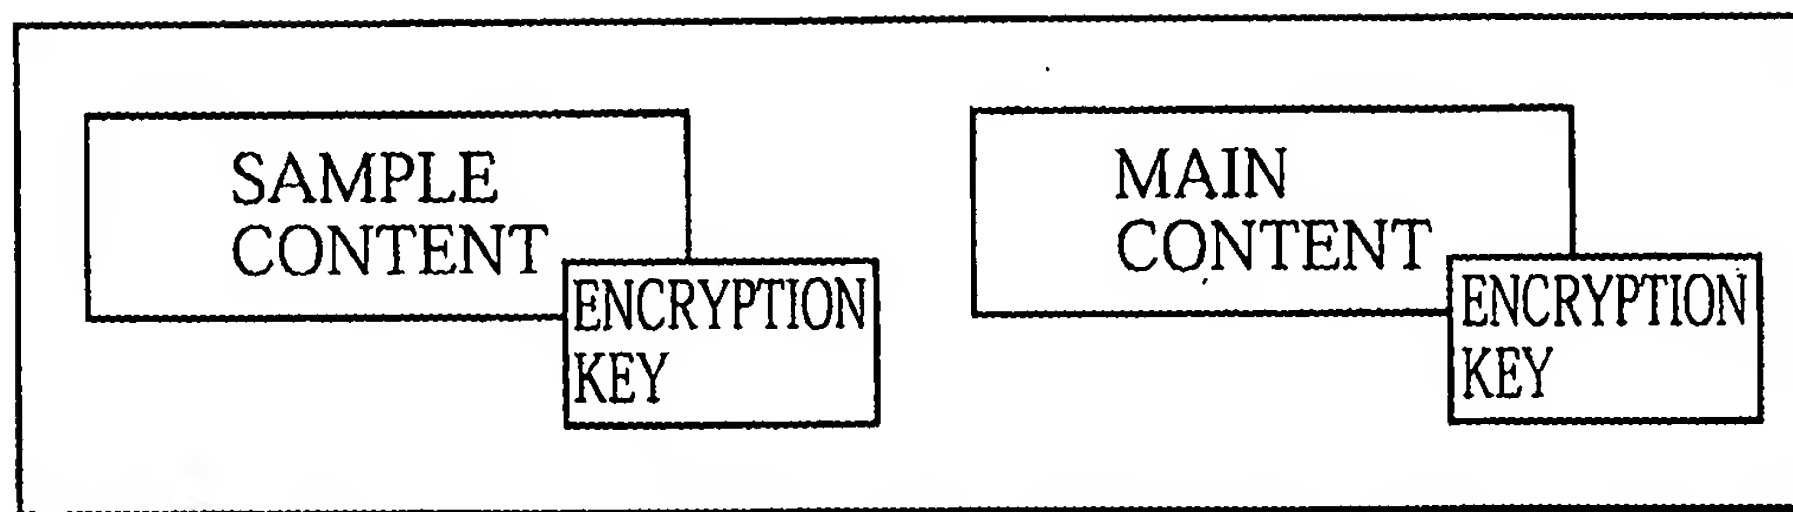 SAMPLE
CONTENT
ENCRYPTION
KEY
MAIN
CONTENT
ENCRYPTION
KEY